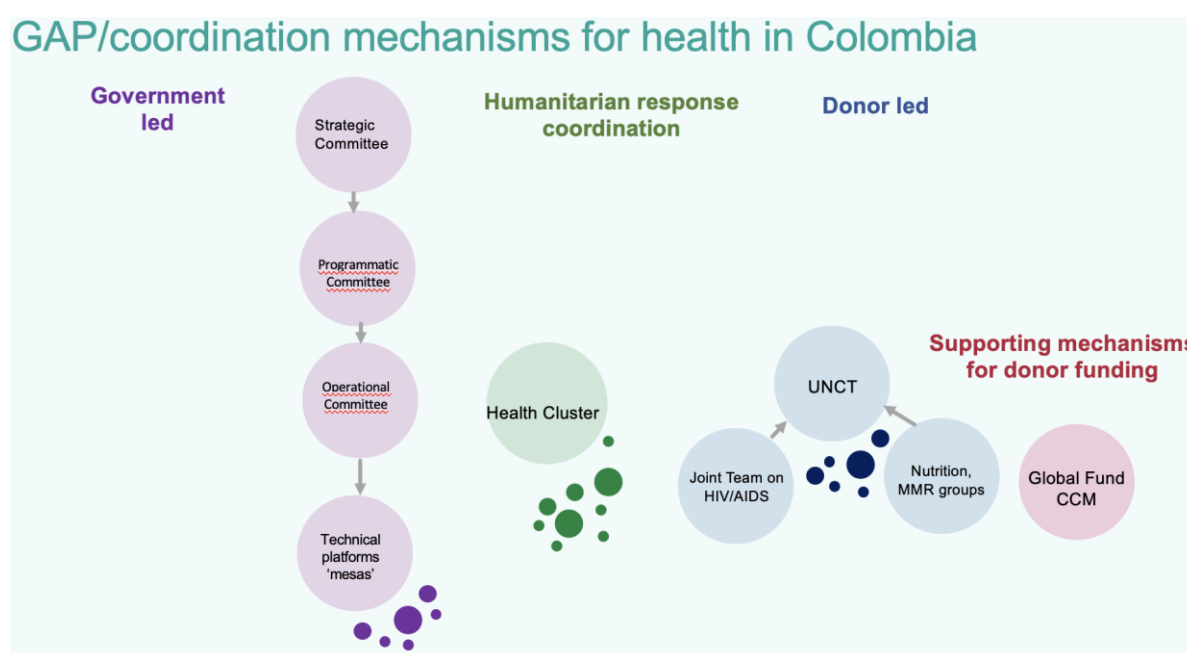 GAP/coordination mechanisms for health in Colombia
Government
led
Strategic
Committee
Programmatic
Committee
Operational
Committee
Technical
platforms
‘mesas’
Humanitarian response
coordination
Health Cluster
Donor led
UNCT
Joint Team on
HIV/AIDS
Nutrition,
MMR groups
Supporting mechanisms
for donor funding
Global Fund
CCM